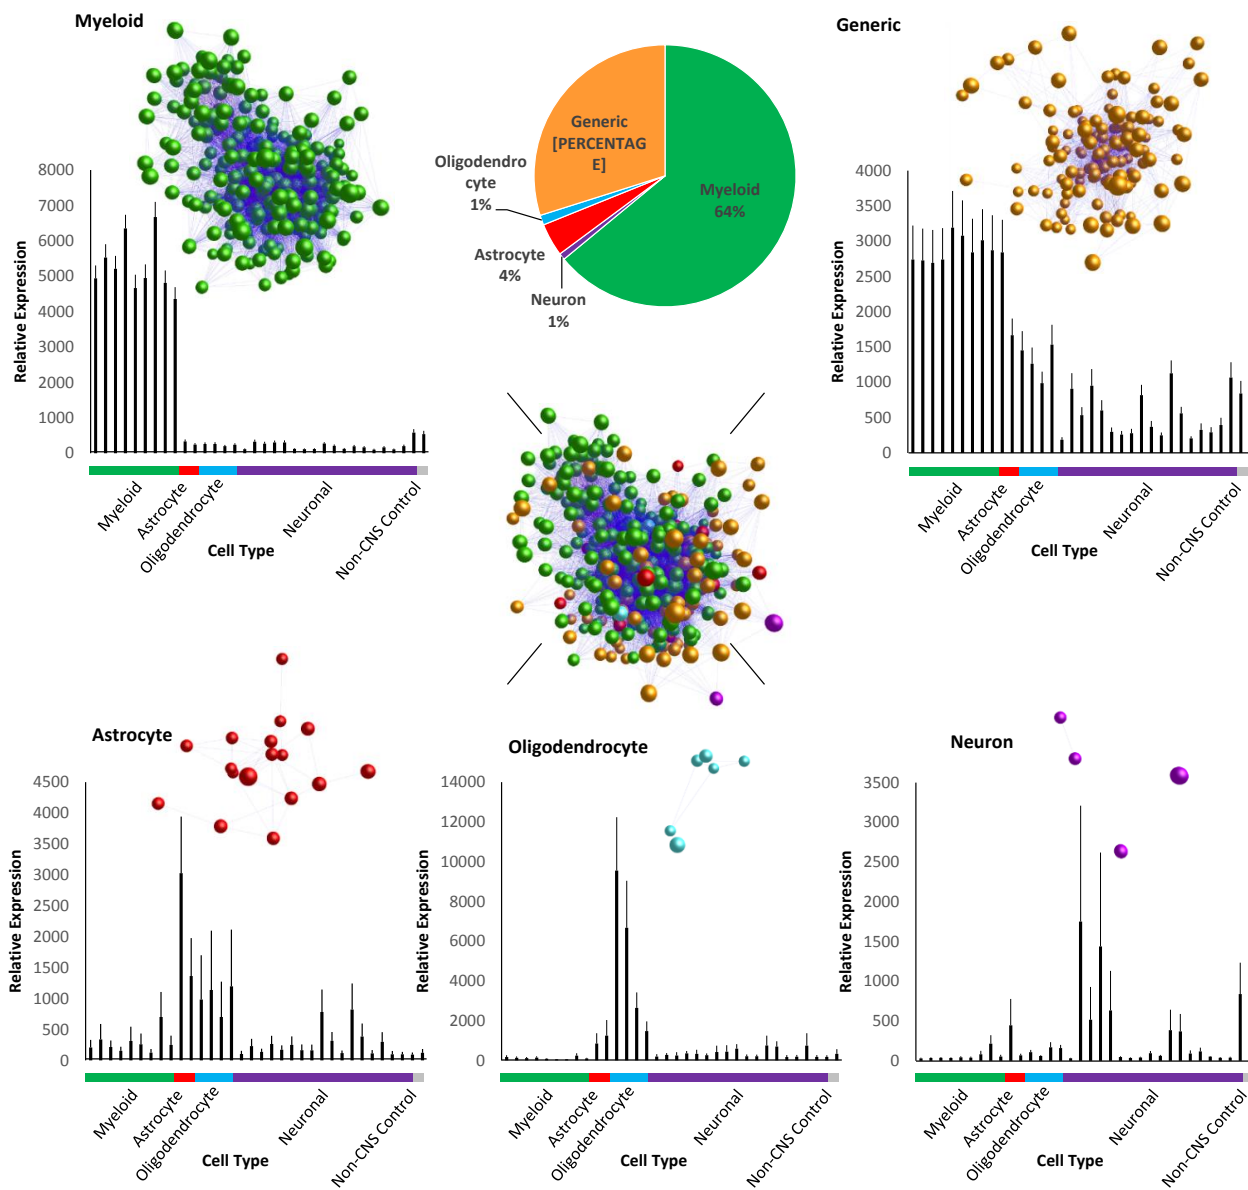 Myeloid
Generic
Generic
[PERCENTAG
E]
Oligodendro
cyte
1%
Myeloid
64%
Astrocyte
4%
Neuron
1%
Relative Expression
8000
7000
6000
5000
4000
3000
2000
1000
0
Myeloid
Astrocyte
Oligodendrocyte
Neuronal
Non-CNS Control
Cell Type
Relative Expression
4000
3500
3000
2500
2000
1500
1000
500
0
Myeloid
Astrocyte
Oligodendrocyte
Neuronal
Non-CNS Control
Cell Type
Astrocyte
Relative Expression
4500
4000
3500
3000
2500
2000
1500
1000
500
0
Myeloid
Astrocyte
Oligodendrocyte
Neuronal
Non-CNS Control
Cell Type
Oligodendrocyte
Relative Expression
14000
12000
10000
8000
6000
4000
2000
0
Myeloid
Astrocyte
Oligodendrocyte
Neuronal
Non-CNS Control
Cell Type
Neuron
Relative Expression
3500
3000
2500
2000
1500
1000
500
0
Myeloid
Astrocyte
Oligodendrocyte
Neuronal
Non-CNS Control
Cell Type